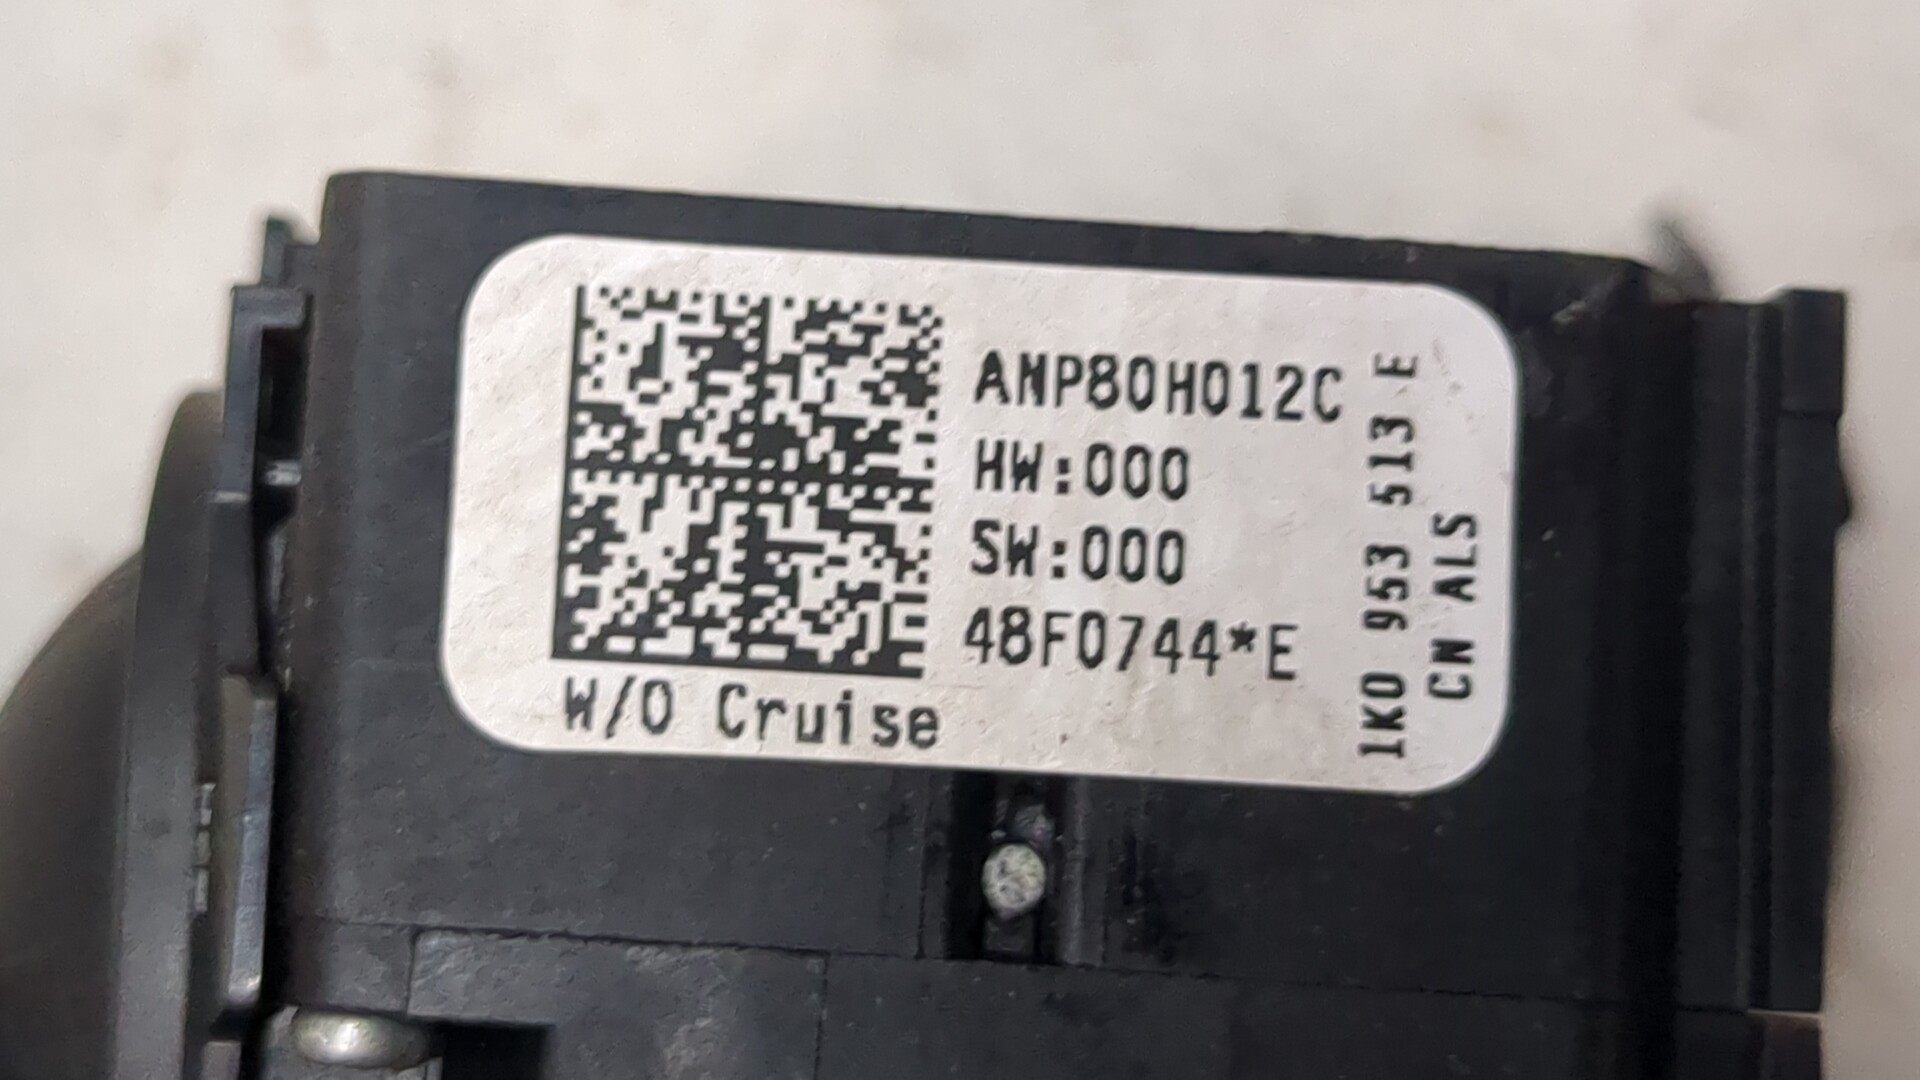 ANP80H012C
HW:000
SW:000
48F0744*E
W/O Cruise
1K0 953 513 E
CN ALS